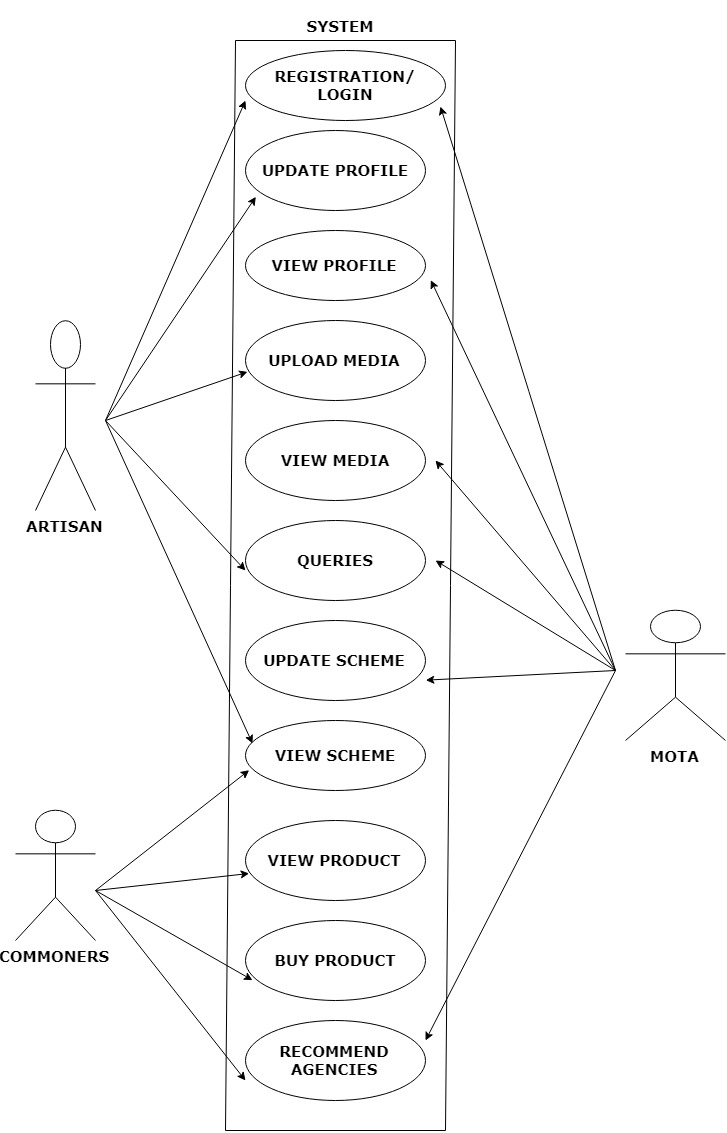 SYSTEM
REGISTRATION/
LOGIN
UPDATE PROFILE
VIEW PROFILE
UPLOAD MEDIA
VIEW MEDIA
ARTISAN
QUERIES
UPDATE SCHEME
VIEW SCHEME
MOTA
VIEW PRODUCT
COMMONERS
BUY PRODUCT
RECOMMEND
AGENCIES